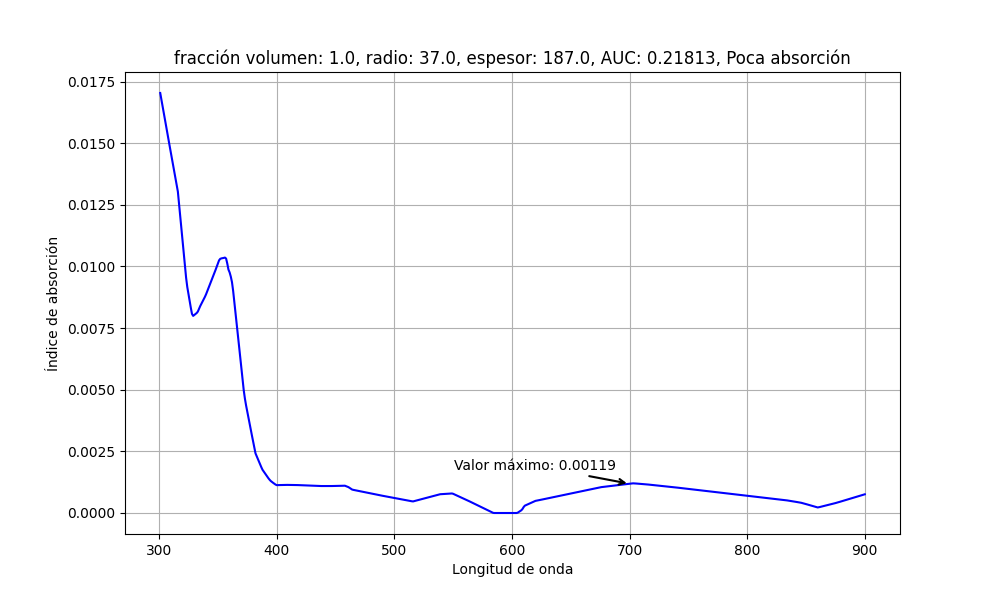 fracción volumen: 1.0, radio: 37.0, espesor: 187.0, AUC: 0.21813, Poca absorción
0.0175
0.0150
0.0125
0.0100
0.0075
0.0050
0.0025
0.0000
Índice de absorción
Valor máximo: 0.00119
300 400 500 600 700 800 900
Longitud de onda